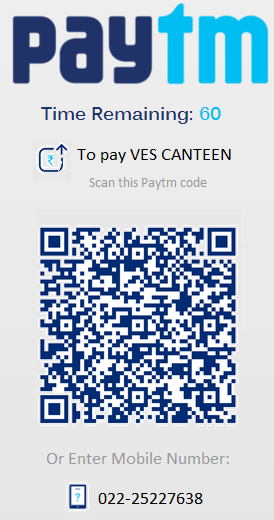 paytm
Time Remaining: 60
To pay VES CANTEEN
Scan this Paytm code
Or Enter Mobile Number:
022-25227638